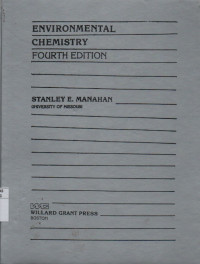 ENVIRONMENTAL
CHEMISTRY
FOURTH EDITION
STANLEY E. MANAHAN
UNIVERSITY OF MISSOURI
WILLARD GRANT PRESS
BOSTON